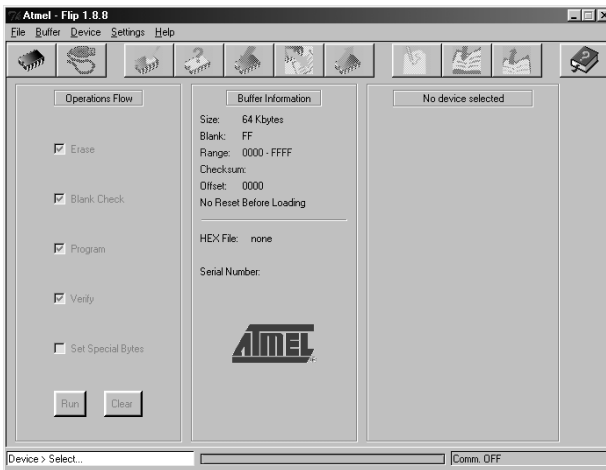 Atmel - Flip 1.8.8
File Buffer Device Settings Help
Operations Flow
Erase
Blank Check
Program
Verify
Set Special Bytes
Run Clear
Buffer Information
Size: 64 Kbytes
Blank: FF
Range: 0000 - FFFF
Checksum:
Offset: 0000
No Reset Before Loading
HEX File: none
Serial Number:
ATMEL
No device selected
Device > Select...
Comm. OFF